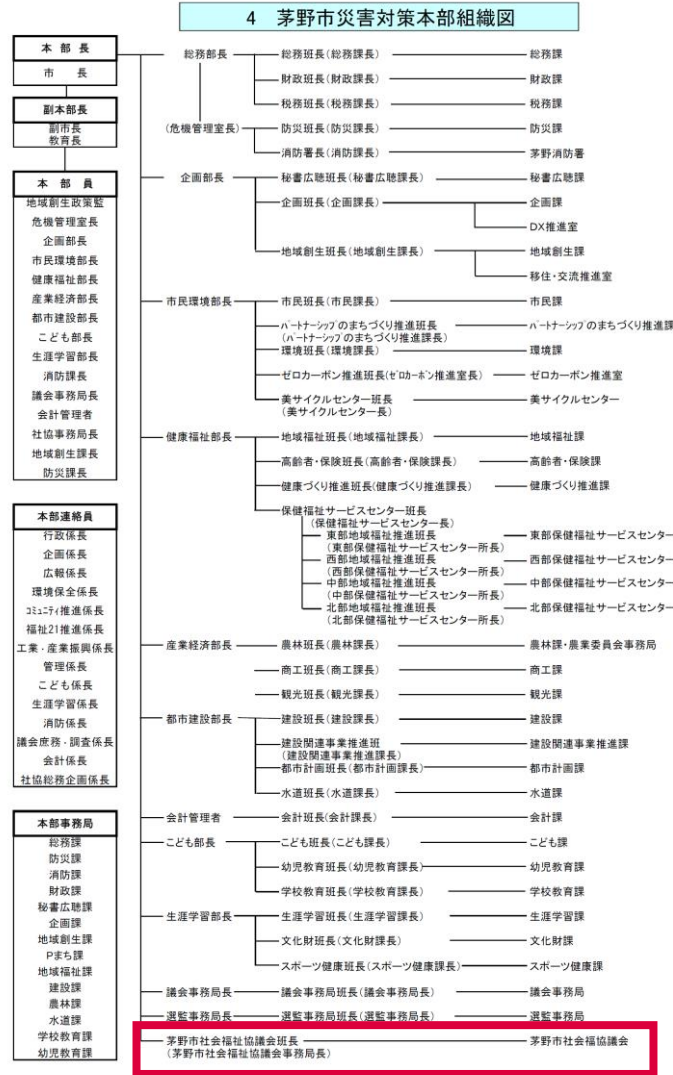 4 茅野市災害対策本部組織図
本 部 長
市 長
副本部長
副市長
教育長
本 部 員
地域創生政策監
危機管理室長
企画部長
市民環境部長
健康福祉部長
産業経済部長
都市建設部長
こども部長
生涯学習部長
消防課長
議会事務局長
会計管理者
社協事務局長
地域創生課長
防災課長
本部連絡員
行政係長
企画係長
広報係長
環境保全係長
コミュニティ推進係長
福祉21推進係長
工業・産業振興係長
管理係長
こども係長
生涯学習係長
消防係長
議会庶務・調査係長
会計係長
社協総務企画係長
本部事務局
総務課
防災課
消防課
財政課
秘書広聴課
企画課
地域創生課
Pまち課
地域福祉課
建設課
農林課
水道課
学校教育課
幼児教育課
総務部長 総務班長(総務課長) 総務課
財政班長(財政課長) 財政課
税務班長(税務課長) 税務課
(危機管理室長) 防災班長(防災課長) 防災課
消防署長(消防課長) 茅野消防署
企画部長 秘書広聴班長(秘書広聴課長) 秘書広聴課
企画班長(企画課長) 企画課
DX推進室
地域創生班長(地域創生課長) 地域創生課
移住・交流推進室
市民環境部長 市民班長(市民課長) 市民課
パートナーシップのまちづくり推進班長 パートナーシップのまちづくり推進課
(パートナーシップのまちづくり推進課長)
環境班長(環境課長) 環境課
ゼロカーボン推進班長(ゼロカーボン推進室長) ゼロカーボン推進室
美サイクルセンター班長 美サイクルセンター
(美サイクルセンター長)
健康福祉部長 地域福祉班長(地域福祉課長) 地域福祉課
高齢者・保険班長(高齢者・保険課長) 高齢者・保険課
健康づくり推進班長(健康づくり推進課長) 健康づくり推進課
保健福祉サービスセンター班長
(保健福祉サービスセンター長)
東部地域福祉推進班長 東部保健福祉サービスセンター
(東部保健福祉サービスセンター所長)
西部地域福祉推進班長 西部保健福祉サービスセンター
(西部保健福祉サービスセンター所長)
中部地域福祉推進班長 中部保健福祉サービスセンター
(中部保健福祉サービスセンター所長)
北部地域福祉推進班長 北部保健福祉サービスセンター
(北部保健福祉サービスセンター所長)
産業経済部長 農林班長(農林課長) 農林課・農業委員会事務局
商工班長(商工課長) 商工課
観光班長(観光課長) 観光課
都市建設部長 建設班長(建設課長) 建設課
建設関連事業推進班 建設関連事業推進課
(建設関連事業推進課長)
都市計画班長(都市計画課長) 都市計画課
水道班長(水道課長) 水道課
会計管理者 会計班長(会計課長) 会計課
こども部長 こども班長(こども課長) こども課
幼児教育班長(幼児教育課長) 幼児教育課
学校教育班長(学校教育課長) 学校教育課
生涯学習部長 生涯学習班長(生涯学習課長) 生涯学習課
文化財班長(文化財課長) 文化財課
スポーツ健康班長(スポーツ健康課長) スポーツ健康課
議会事務局長 議会事務局班長(議会事務局長) 議会事務局
選監事務局長 選監事務局班長(選監事務局長) 選監事務局
茅野市社会福祉協議会班長 茅野市社会福協議会
(茅野市社会福祉協議会事務局長)